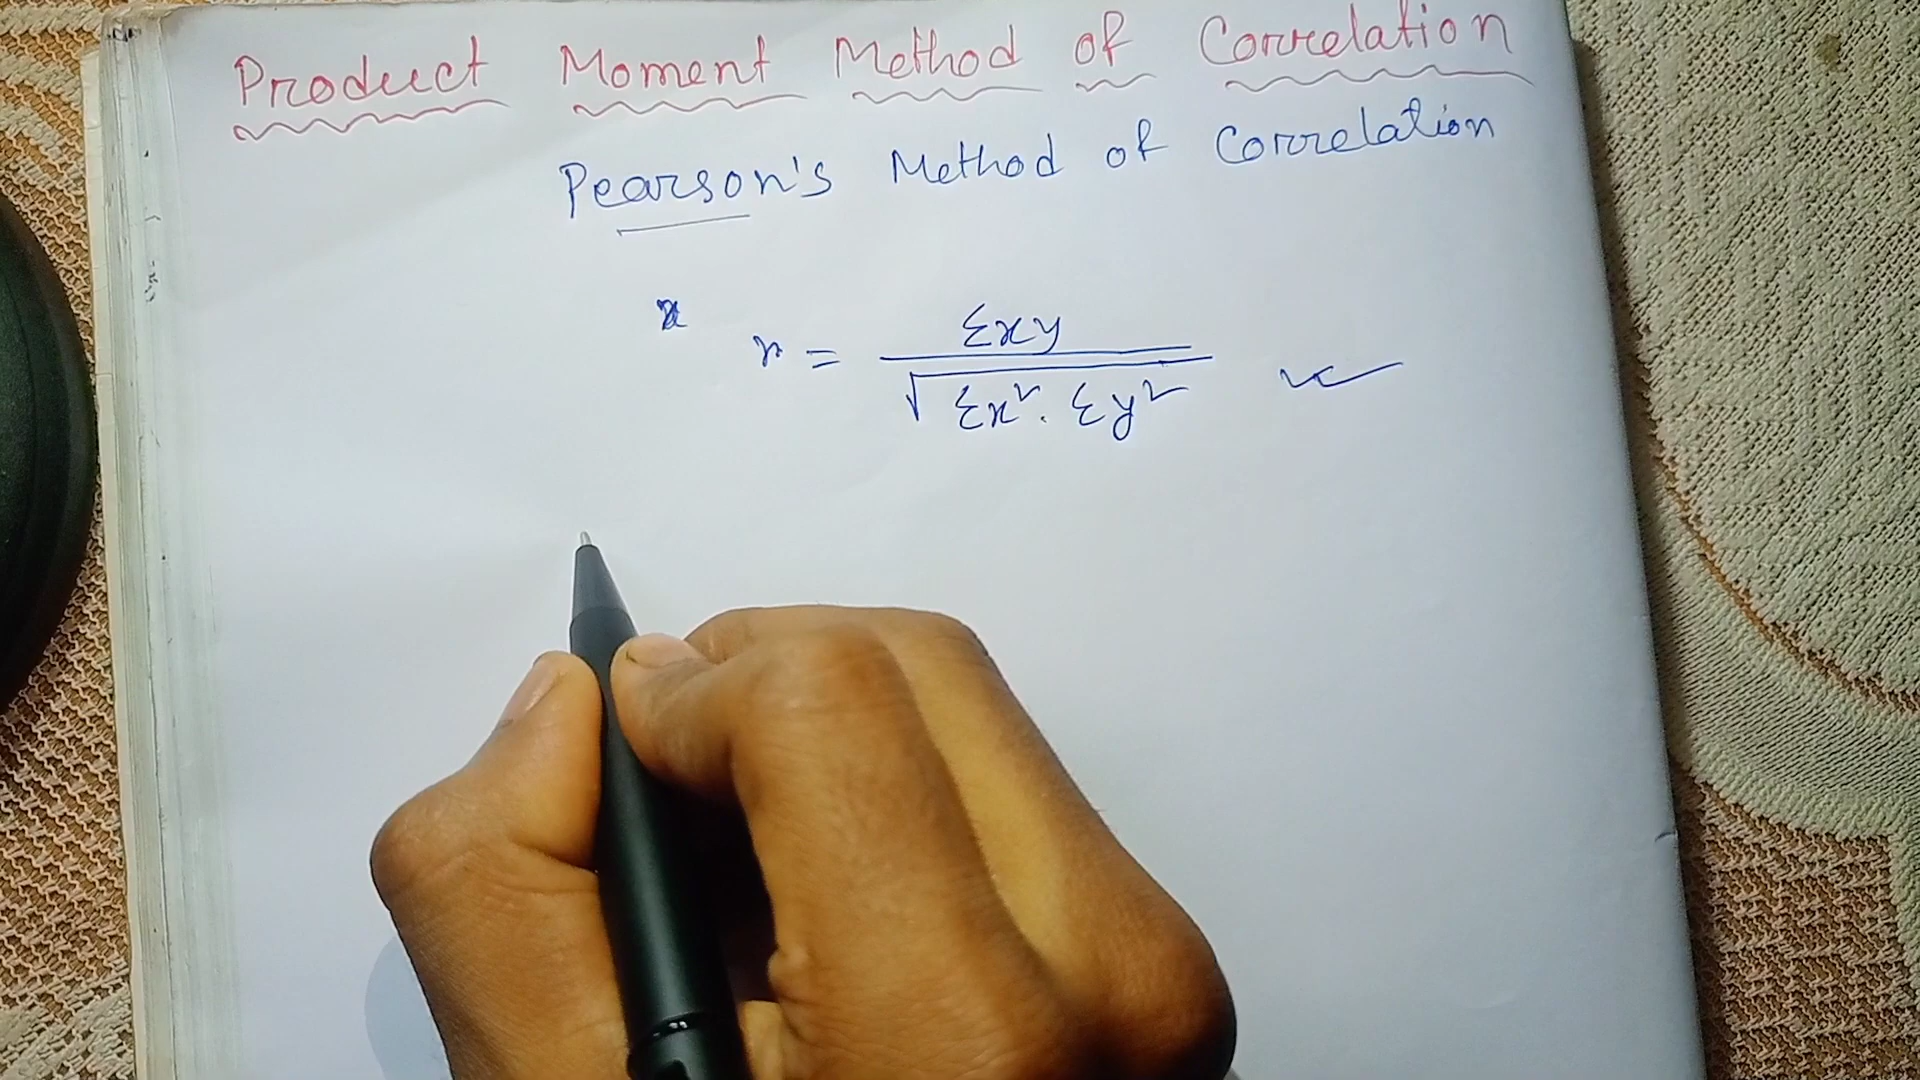 Product Moment Method of Correlation
Pearson's Method of Correlation
r = Σxy / √Σx². Σy²